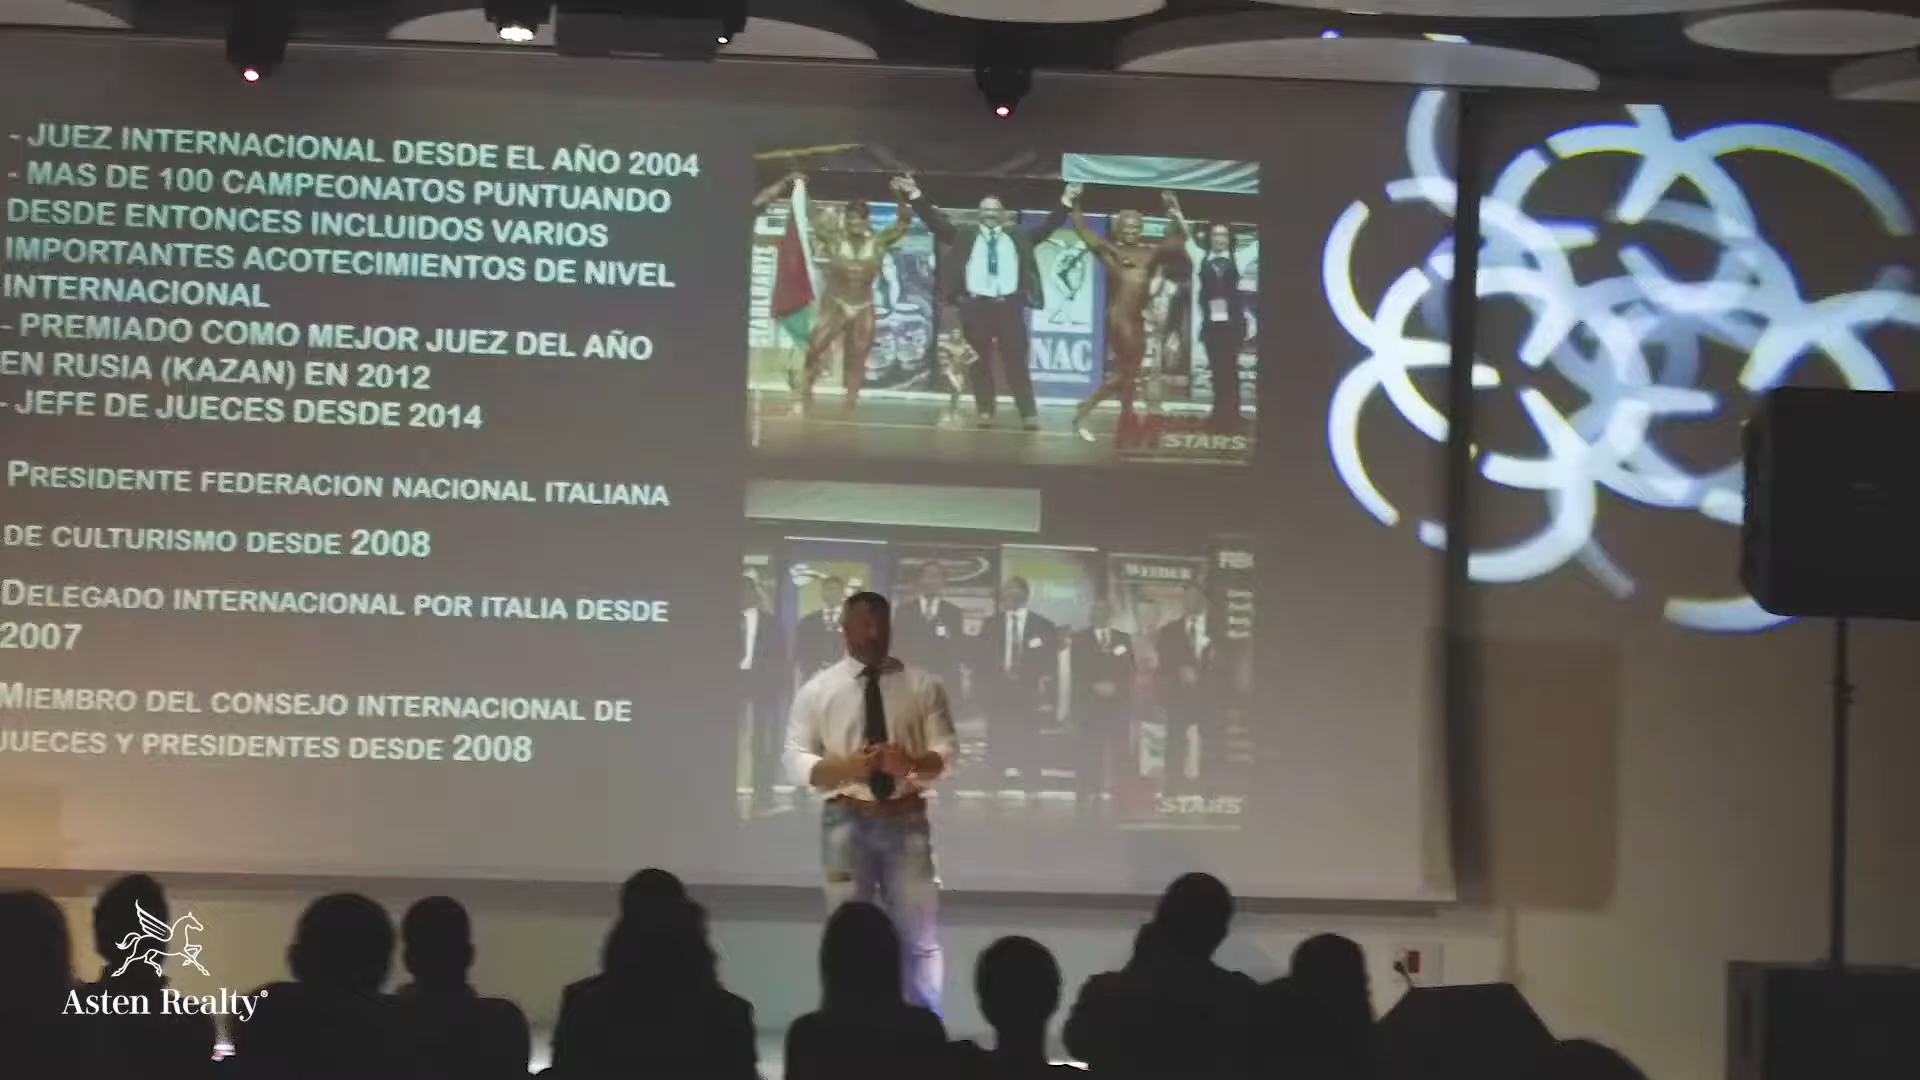 - JUEZ INTERNACIONAL DESDE EL AÑO 2004
- MAS DE 100 CAMPEONATOS PUNTUANDO
DESDE ENTONCES INCLUIDOS VARIOS
IMPORTANTES ACOTECIMIENTOS DE NIVEL
INTERNACIONAL
- PREMIADO COMO MEJOR JUEZ DEL AÑO
EN RUSIA (KAZAN) EN 2012
- JEFE DE JUECES DESDE 2014
PRESIDENTE FEDERACION NACIONAL ITALIANA
DE CULTURISMO DESDE 2008
DELEGADO INTERNACIONAL POR ITALIA DESDE
2007
MIEMBRO DEL CONSEJO INTERNACIONAL DE
JUECES Y PRESIDENTES DESDE 2008
NAC
STARS
WEIDER
STARS
Asten Realty®